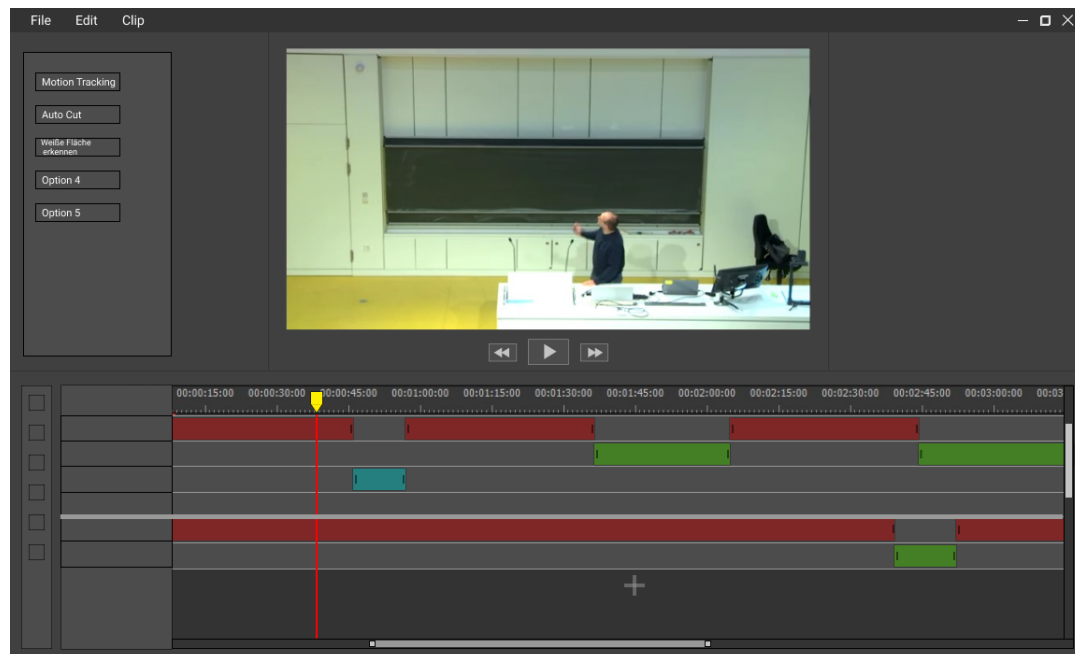 File Edit Clip
Motion Tracking
Auto Cut
Weiße Fläche
erkennen
Option 4
Option 5
00:00:15:00 00:00:30:00 00:00:45:00 00:01:00:00 00:01:15:00 00:01:30:00 00:01:45:00 00:02:00:00 00:02:15:00 00:02:30:00 00:02:45:00 00:03:00:00 00:03